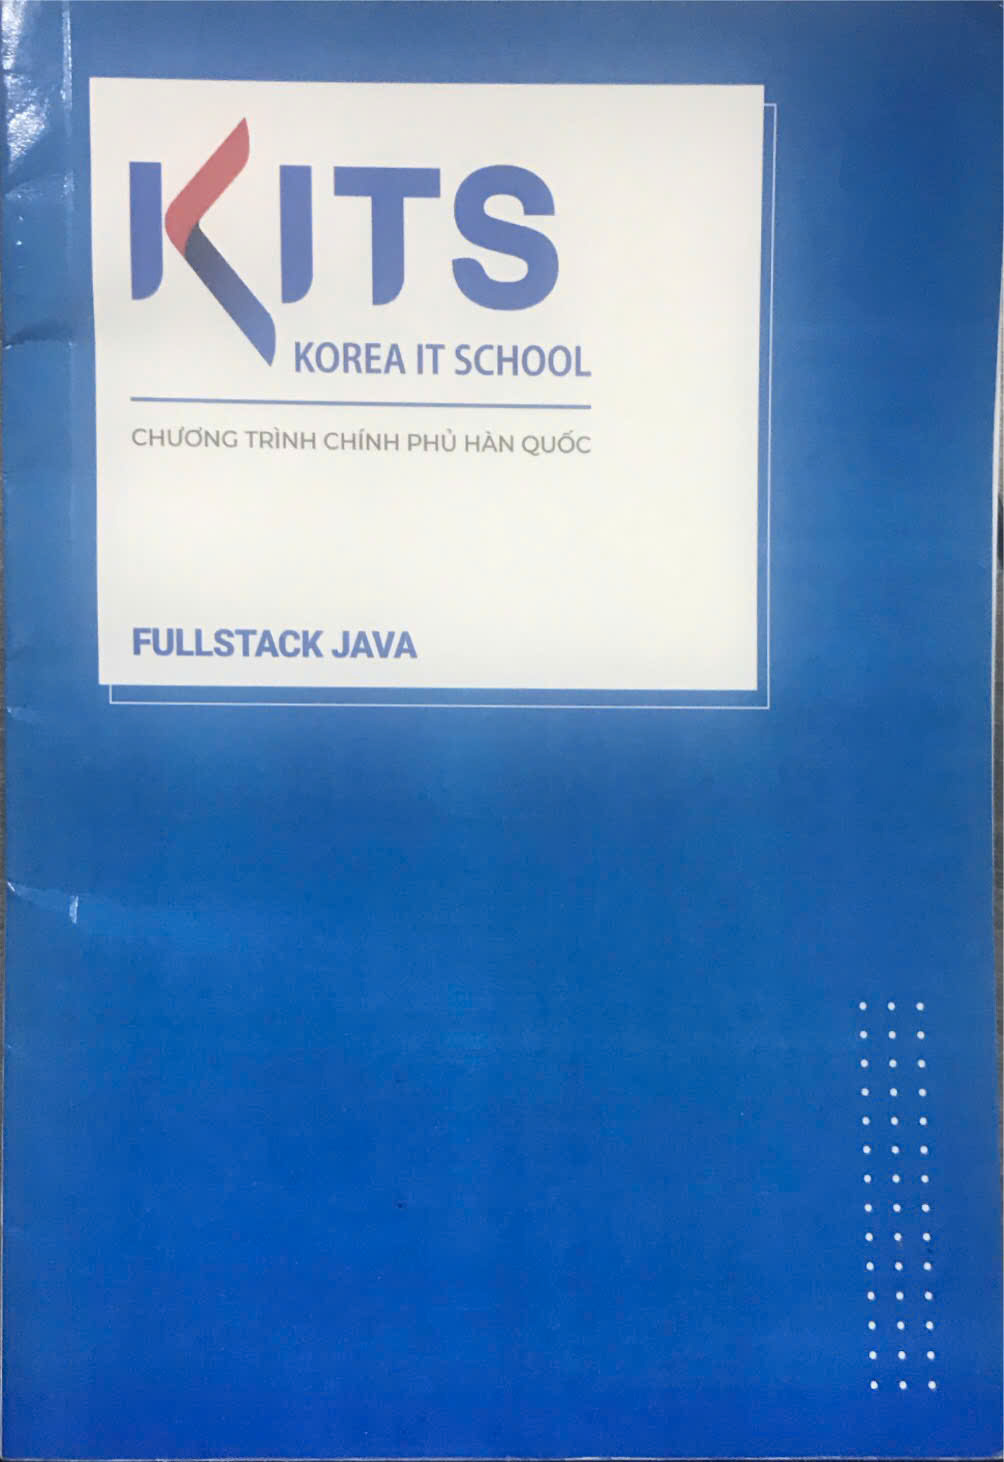 KITS
KOREA IT SCHOOL
CHƯƠNG TRÌNH CHÍNH PHỦ HÀN QUỐC
FULLSTACK JAVA